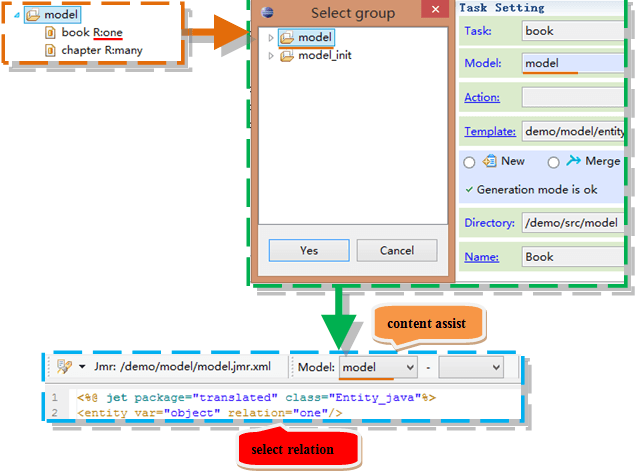 model
book R:one
chapter R:many
Select group
model
model_init
Yes
Cancel
Task Setting
Task: book
Model: model
Action:
Template: demo/model/entity
New Merge
Generation mode is ok
Directory: /demo/src/model
Name: Book
content assist
Jmr: /demo/model/model.jmr.xml Model: model -
1 <%@ jet package="translated" class="Entity_java"%>
2 <entity var="object" relation="one"/>
select relation